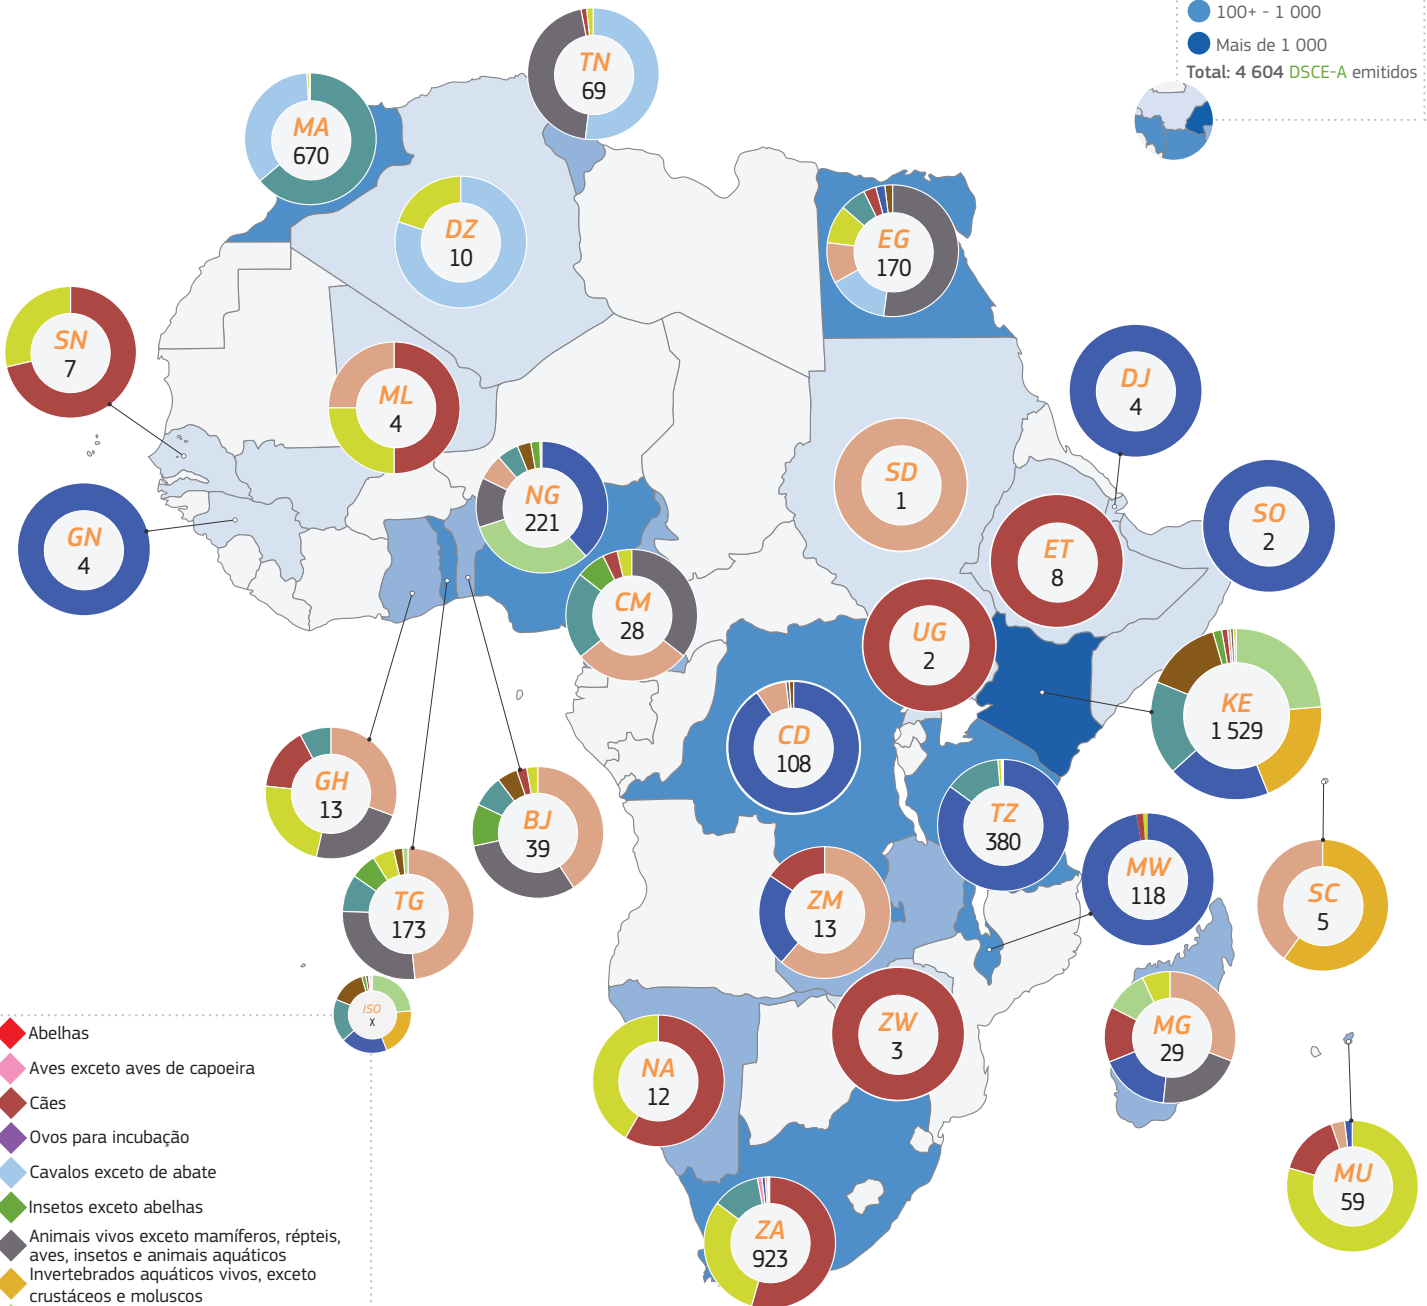 100+ - 1 000
Mais de 1 000
Total: 4 604 DSCE-A emitidos
TN
69
MA
670
DZ
10
EG
170
SN
7
ML
4
DJ
4
SD
1
NG
221
SO
2
GN
4
ET
8
CM
28
UG
2
KE
1 529
CD
108
GH
13
BJ
39
TZ
380
MW
118
TG
173
ZM
13
SC
5
ISO
X
ZW
3
MG
29
NA
12
MU
59
ZA
923
Abelhas
Aves exceto aves de capoeira
Cães
Ovos para incubação
Cavalos exceto de abate
Insetos exceto abelhas
Animais vivos exceto mamíferos, répteis,
aves, insetos e animais aquáticos
Invertebrados aquáticos vivos, exceto
crustáceos e moluscos